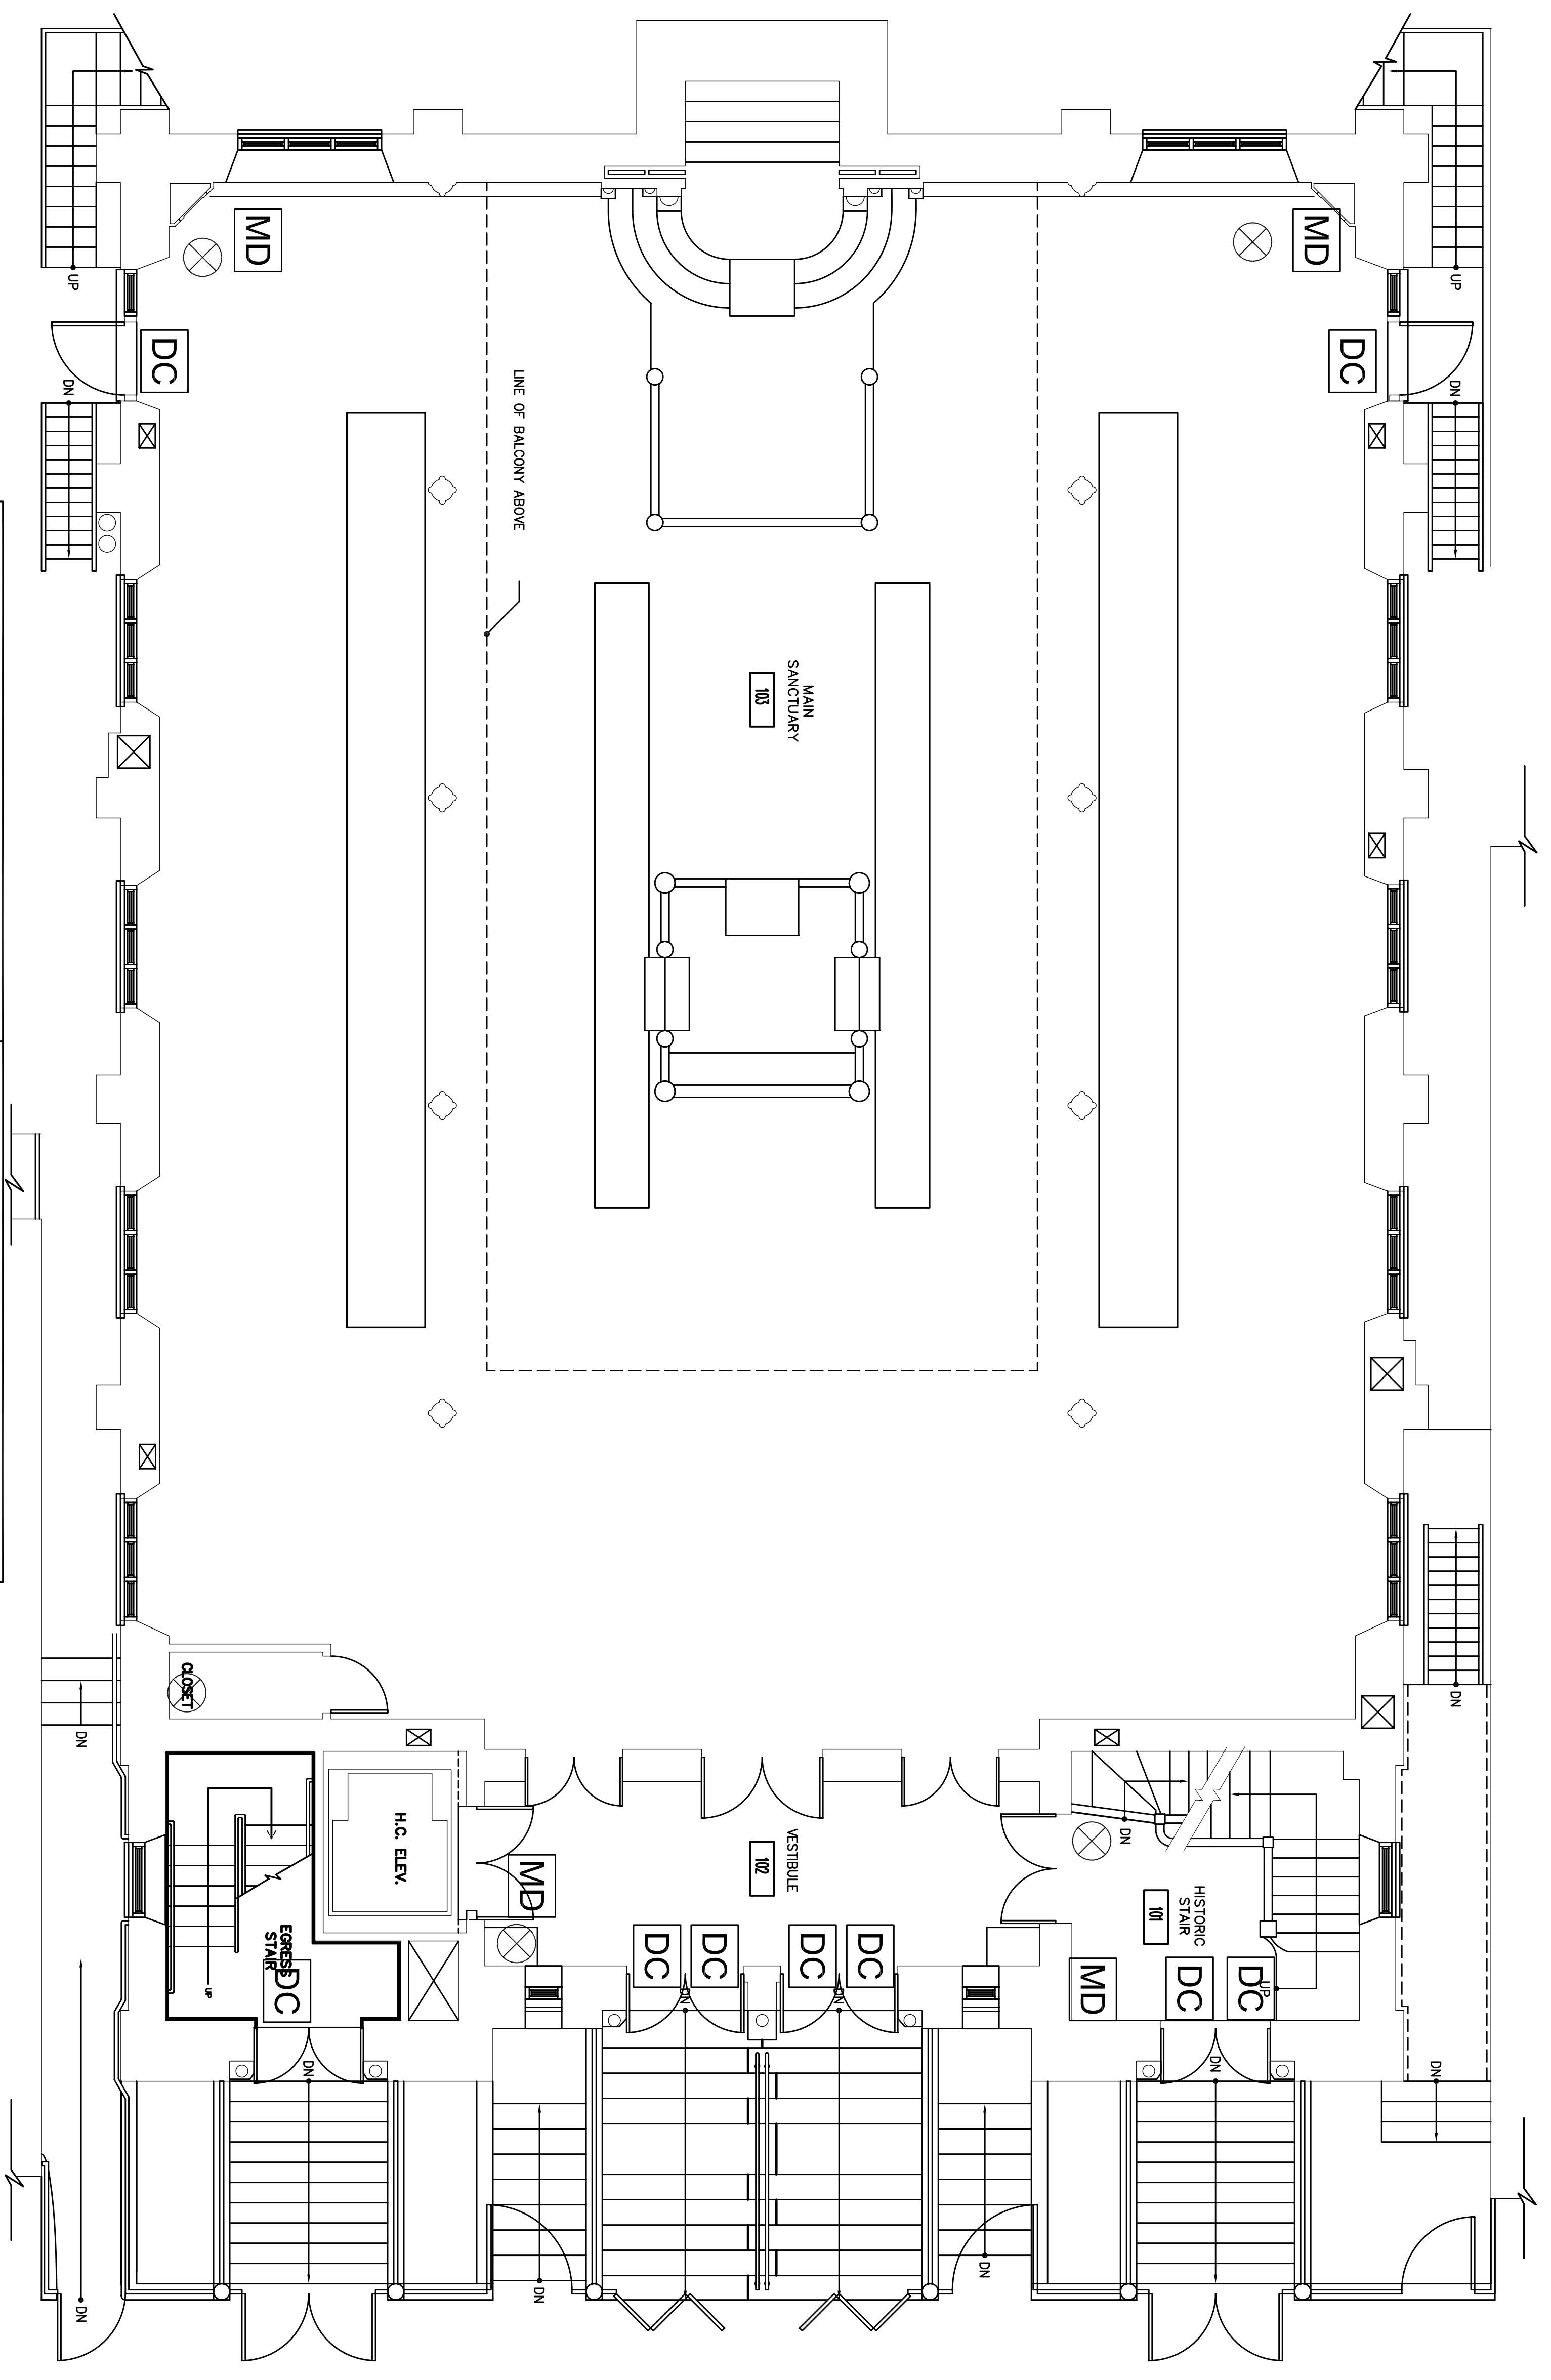 MD
MD
UP
UP
DC
DC
DN
DN
LINE OF BALCONY ABOVE
MAIN
SANCTUARY
103
CLOSET
DN
DN
H.C. ELEV.
MD
VESTIBULE
102
DN
HISTORIC
STAIR
101
EGRESS
STAIR
DC
UP
DC
DC
DC
DC
MD
DC
DC
UP
DN
DN
DN
DN
DN
DN
DN
DN